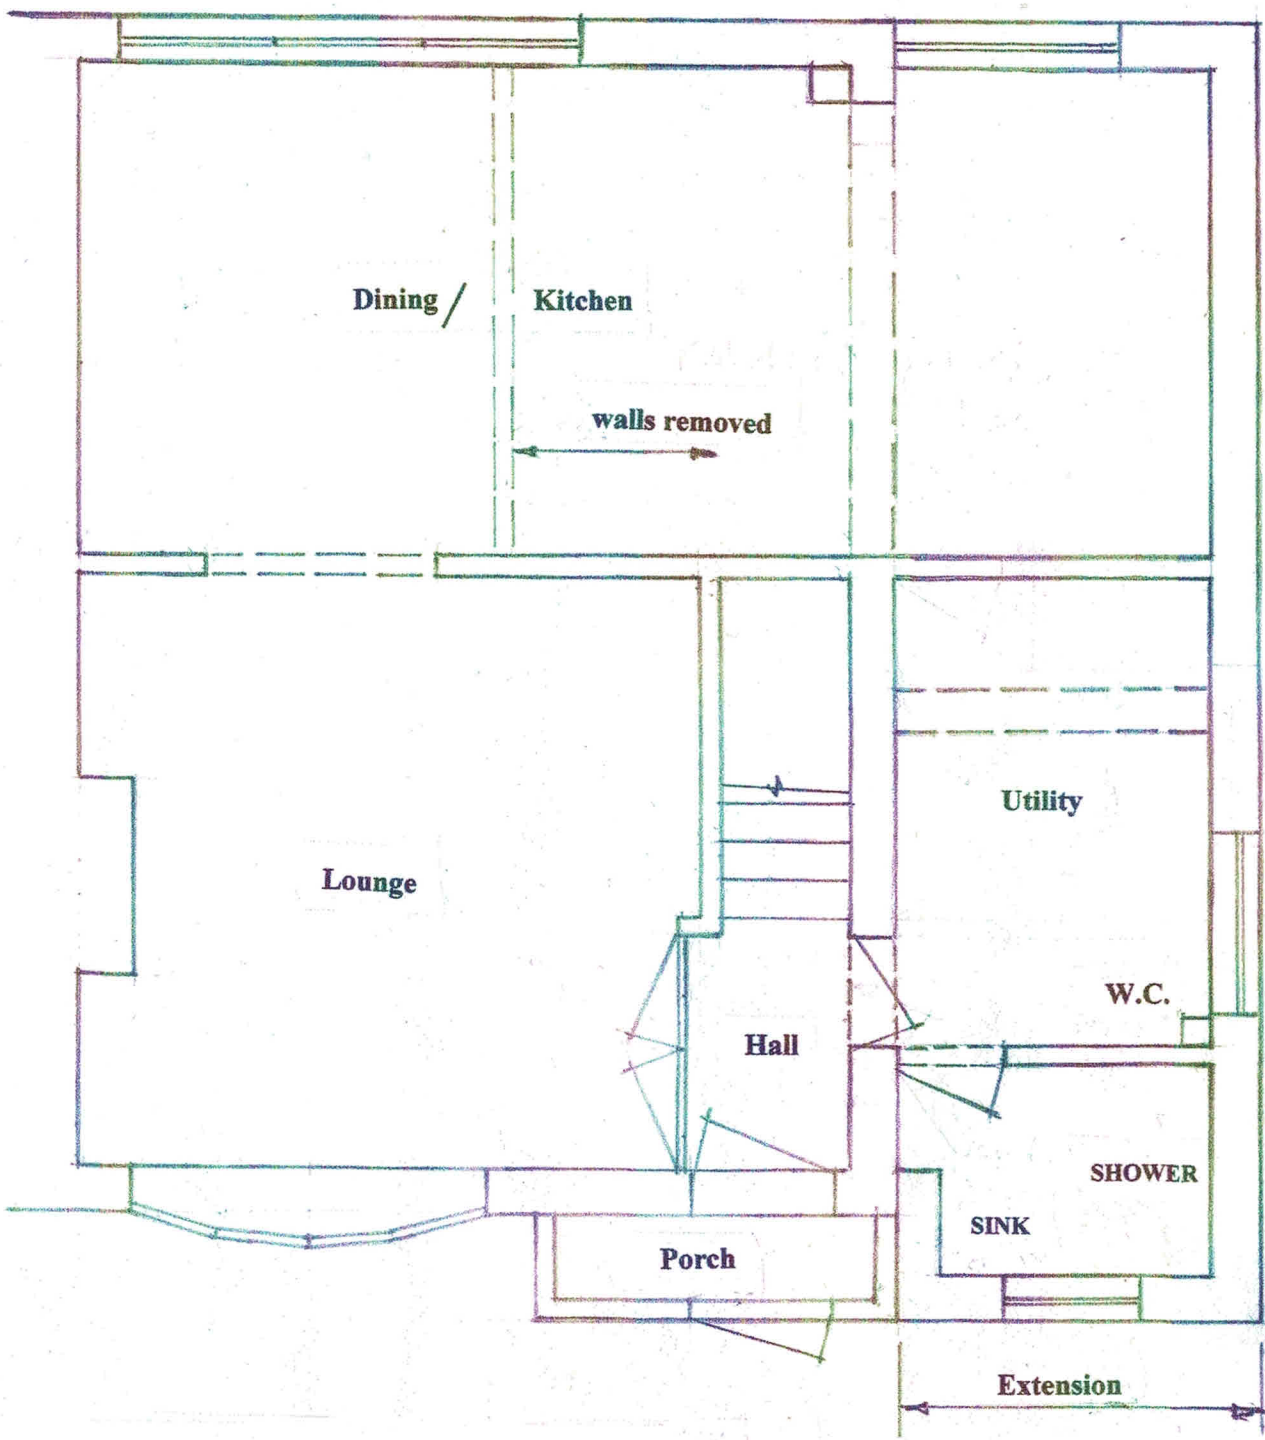 Dining / Kitchen
walls removed
Utility
Lounge
W.C.
Hall
SHOWER
SINK
Porch
Extension